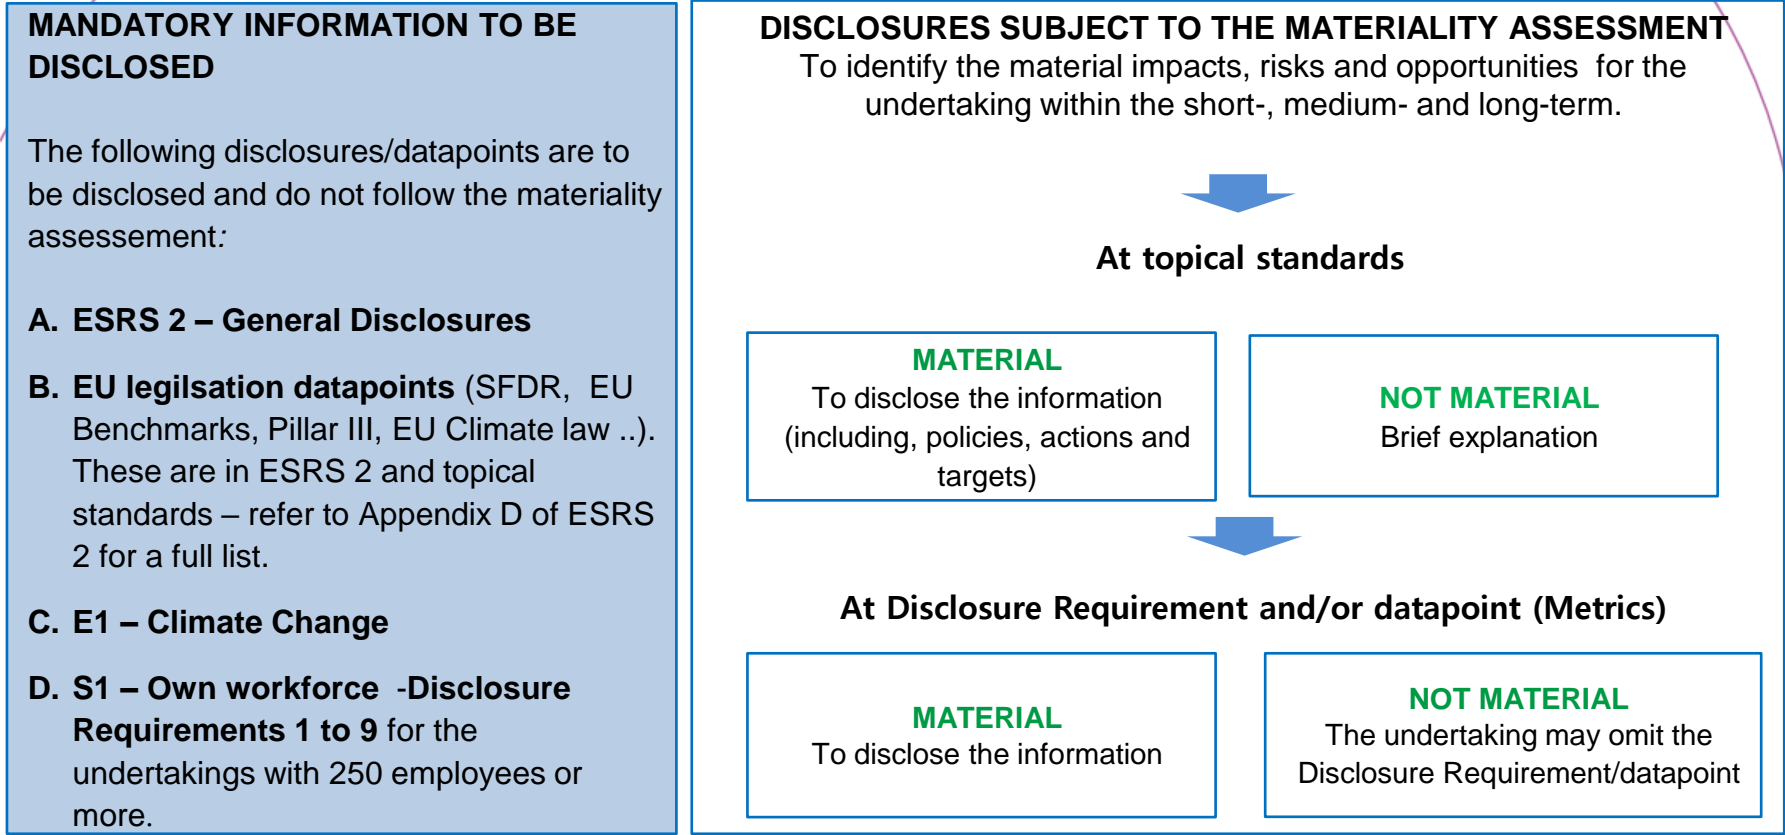 MANDATORY INFORMATION TO BE
DISCLOSED
The following disclosures/datapoints are to
be disclosed and do not follow the materiality
assessement:
A. ESRS 2 – General Disclosures
B. EU legilsation datapoints (SFDR, EU
Benchmarks, Pillar III, EU Climate law ..).
These are in ESRS 2 and topical
standards – refer to Appendix D of ESRS
2 for a full list.
C. E1 – Climate Change
D. S1 – Own workforce -Disclosure
Requirements 1 to 9 for the
undertakings with 250 employees or
more.
DISCLOSURES SUBJECT TO THE MATERIALITY ASSESSMENT
To identify the material impacts, risks and opportunities for the
undertaking within the short-, medium- and long-term.
At topical standards
MATERIAL
To disclose the information
(including, policies, actions and
targets)
NOT MATERIAL
Brief explanation
At Disclosure Requirement and/or datapoint (Metrics)
MATERIAL
To disclose the information
NOT MATERIAL
The undertaking may omit the
Disclosure Requirement/datapoint